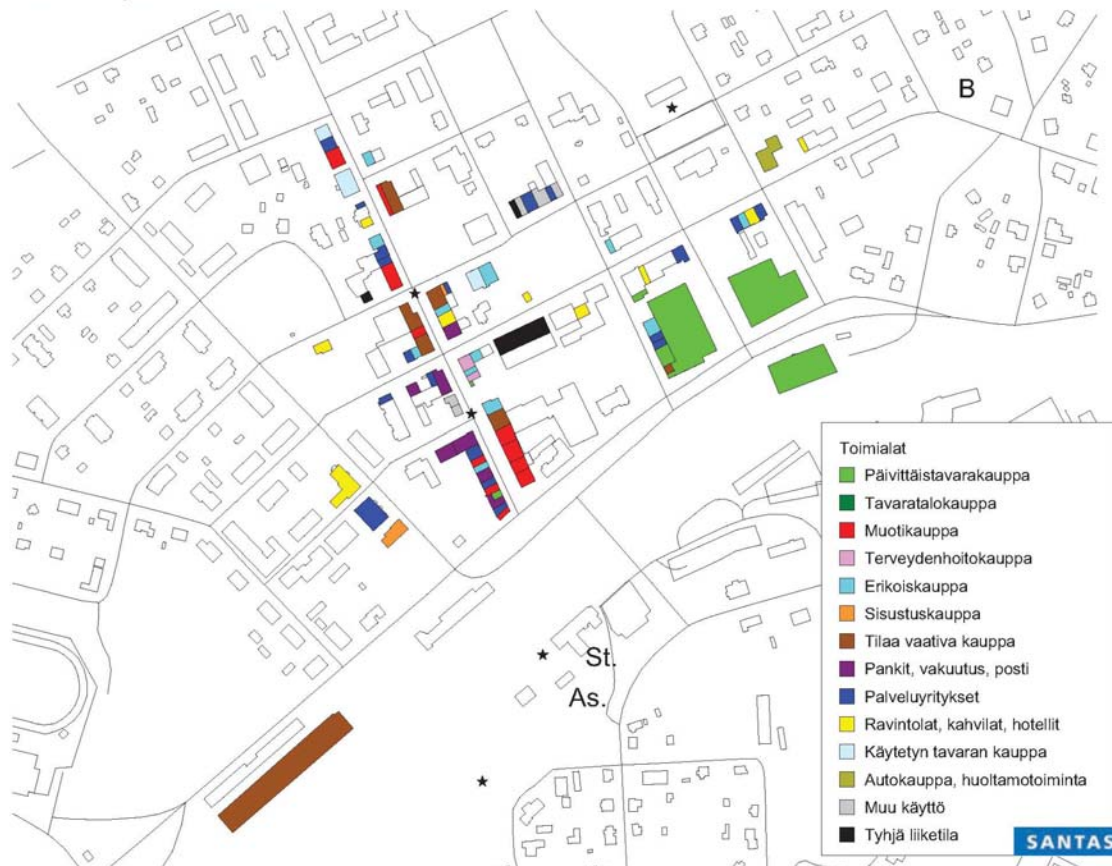 B
St.
As.
Toimialat
Päivittäistavarakauppa
Tavaratalokauppa
Muotikauppa
Terveydenhoitokauppa
Erikoiskauppa
Sisustuskauppa
Tilaa vaativa kauppa
Pankit, vakuutus, posti
Palveluyritykset
Ravintolat, kahvilat, hotellit
Käytetyn tavaran kauppa
Autokauppa, huoltamotoiminta
Muu käyttö
Tyhjä liiketila
SANTAS